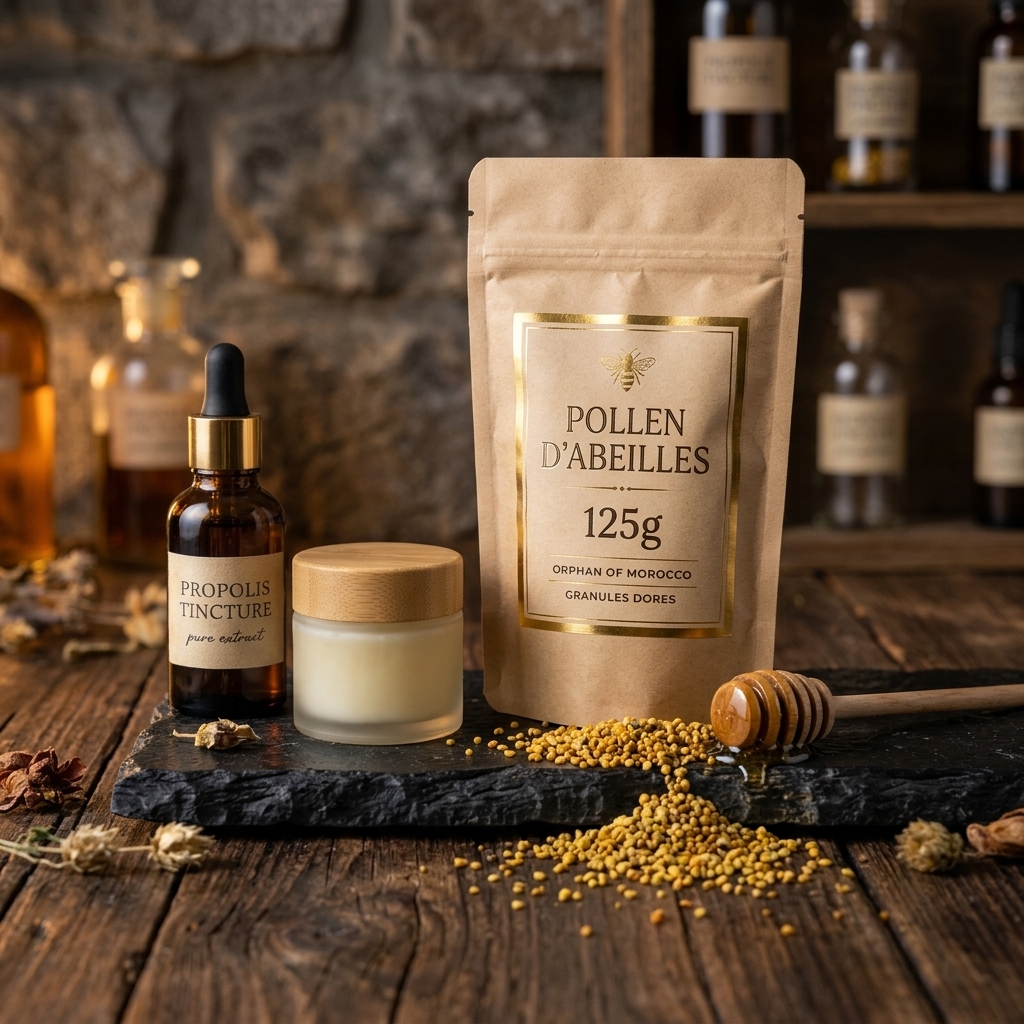 POLLEN
D'ABEILLES
125g
ORPHAN OF MOROCCO
GRANULES DORES
PROPOLIS
TINCTURE
pure extract